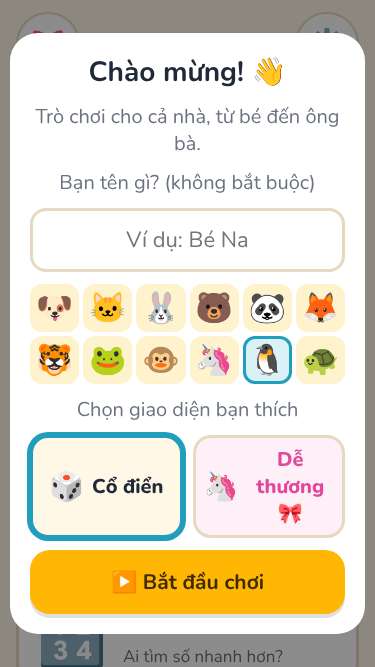 Chào mừng! 👋
Trò chơi cho cả nhà, từ bé đến ông
bà.
Bạn tên gì? (không bắt buộc)
Ví dụ: Bé Na
Chọn giao diện bạn thích
Cổ điển
Dễ
thương
🎀
▶️ Bắt đầu chơi
3 4
Ai tìm số nhanh hơn?